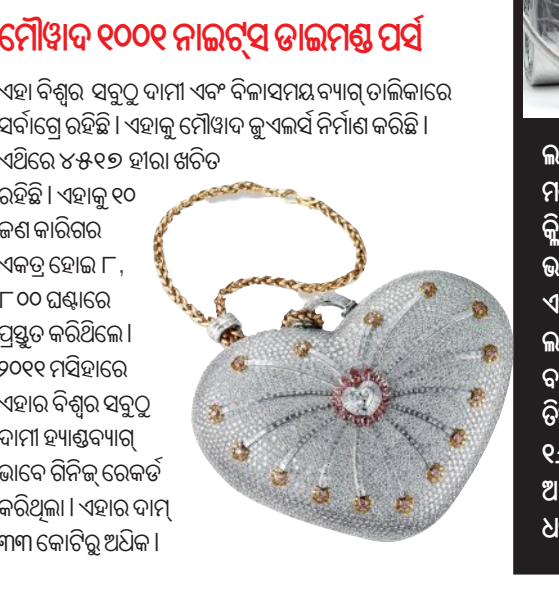 ମୌୱାଦ ୧୦୦୧ ନାଇଟ୍‌ସ ଡାଇମଣ୍ଡ ପର୍ସ
ଏହା ବିଶ୍ୱର ସବୁଠୁ ଦାମୀ ଏବଂ ବିଳାସମୟ ବ୍ୟାଗ୍ ତାଲିକାରେ
ସର୍ବାଗ୍ରେ ରହିଛି । ଏହାକୁ ମୌୱାଦ ଜୁଏଲର୍ସ ନିର୍ମାଣ କରିଛି ।
ଏଥିରେ ୪୫୧୭ ହୀରା ଖଚିତ
ରହିଛି । ଏହାକୁ ୧୦
ଜଣ କାରିଗର
ଏକତ୍ର ହୋଇ ୮,
୮୦୦ ଘଣ୍ଟାରେ
ପ୍ରସ୍ତୁତ କରିଥିଲେ ।
୨୦୧୧ ମସିହାରେ
ଏହାର ବିଶ୍ୱର ସବୁଠୁ
ଦାମୀ ହ୍ୟାଣ୍ଡବ୍ୟାଗ୍
ଭାବେ ଗିନିଜ୍ ରେକର୍ଡ
କରିଥିଲା । ଏହାର ଦାମ୍
୩୩ କୋଟିରୁ ଅଧିକ ।